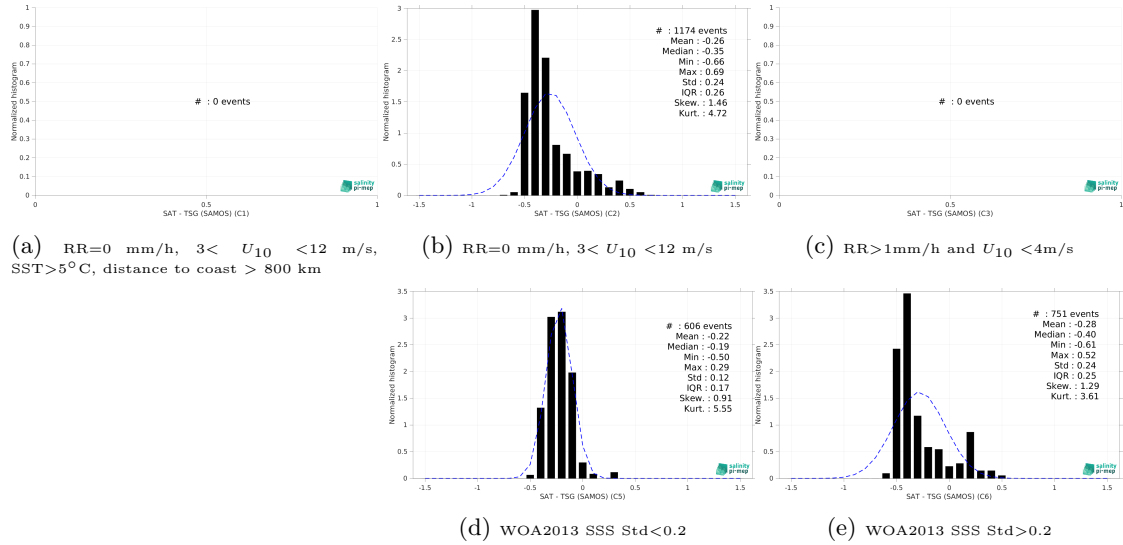 1
0.9
0.8
0.7
0.6
0.5
0.4
0.3
0.2
0.1
0
Normalized histogram
# : 0 events
salinity
pi-mep
0
0.5
1
SAT - TSG (SAMOS) (C1)
(a) RR=0 mm/h, 3< U10 <12 m/s,
SST>5°C, distance to coast > 800 km
3
2.5
2
1.5
1
0.5
0
Normalized histogram
# : 1174 events
Mean : -0.26
Median : -0.35
Min : -0.66
Max : 0.69
Std : 0.24
IQR : 0.26
Skew. : 1.46
Kurt. : 4.72
salinity
pi-mep
-1.5
-1
-0.5
0
0.5
1
1.5
SAT - TSG (SAMOS) (C2)
(b) RR=0 mm/h, 3< U10 <12 m/s
1
0.9
0.8
0.7
0.6
0.5
0.4
0.3
0.2
0.1
0
Normalized histogram
# : 0 events
salinity
pi-mep
0
0.5
1
SAT - TSG (SAMOS) (C3)
(c) RR>1mm/h and U10 <4m/s
3.5
3
2.5
2
1.5
1
0.5
0
Normalized histogram
# : 606 events
Mean : -0.22
Median : -0.19
Min : -0.50
Max : 0.29
Std : 0.12
IQR : 0.17
Skew. : 0.91
Kurt. : 5.55
salinity
pi-mep
-1.5
-1
-0.5
0
0.5
1
1.5
SAT - TSG (SAMOS) (C5)
(d) WOA2013 SSS Std<0.2
3.5
3
2.5
2
1.5
1
0.5
0
Normalized histogram
# : 751 events
Mean : -0.28
Median : -0.40
Min : -0.61
Max : 0.52
Std : 0.24
IQR : 0.25
Skew. : 1.29
Kurt. : 3.61
salinity
pi-mep
-1.5
-1
-0.5
0
0.5
1
1.5
SAT - TSG (SAMOS) (C6)
(e) WOA2013 SSS Std>0.2